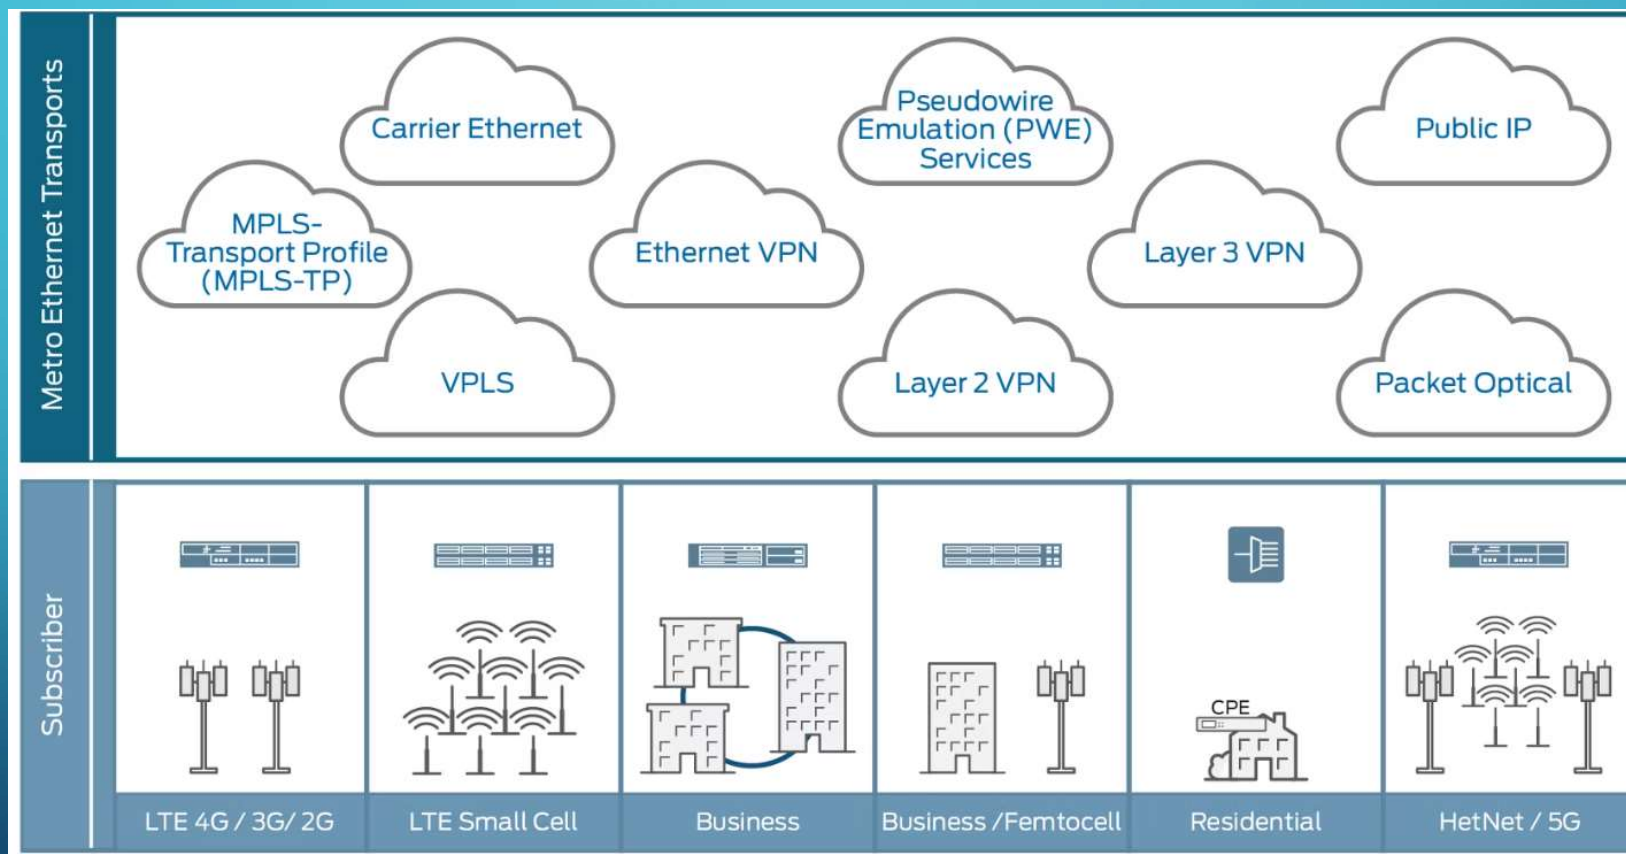 Metro Ethernet Transports
Carrier Ethernet
Pseudowire
Emulation (PWE)
Services
Public IP
MPLS-
Transport Profile
(MPLS-TP)
Ethernet VPN
Layer 3 VPN
VPLS
Layer 2 VPN
Packet Optical
Subscriber
CPE
LTE 4G / 3G/ 2G
LTE Small Cell
Business
Business /Femtocell
Residential
HetNet / 5G